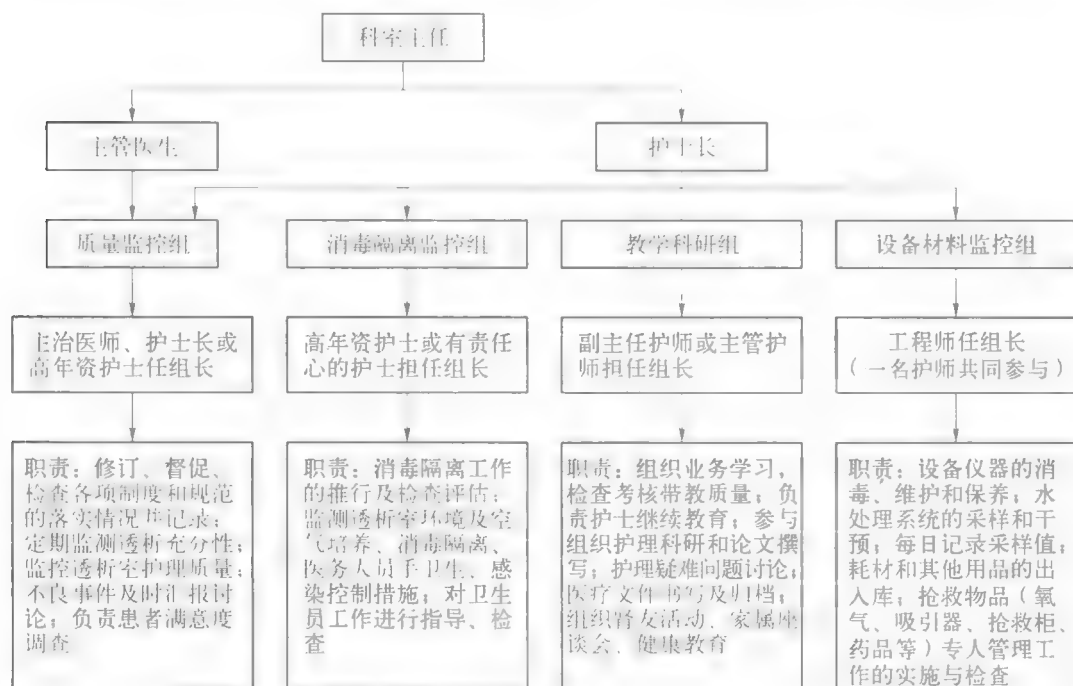 科室主任
主管医生
护士长
质量监控组
消毒隔离监控组
教学科研组
设备材料监控组
主治医师、护士长或
高年资护士任组长
高年资护士或有责任
心的护士担任组长
副主任护师或主管护
师担任组长
工程师任组长
(一名护师共同参与)
职责：修订、督促、
检查各项制度和规范
的落实情况并记录；
定期监测透析充分性；
监控透析室护理质量；
不良事件及时汇报讨
论；负责患者满意度
调查
职责：消毒隔离工作
的推行及检查评估；
监测透析室环境及空
气培养、消毒隔离、
医务人员手卫生、感
染控制措施；对卫生
员工作进行指导、检
查
职责：组织业务学习，
检查考核带教质量；负
责护士继续教育；参与
组织护理科研和论文撰
写；护理疑难问题讨论；
医疗文件书写及归档；
组织肾友活动、家属座
谈会、健康教育
职责：设备仪器的消
毒、维护和保养；水
处理系统的采样和干
预；每日记录采样值；
耗材和其他用品的出
入库；抢救物品（氧
气、吸引器、抢救柜、
药品等）专人管理工
作的实施与检查